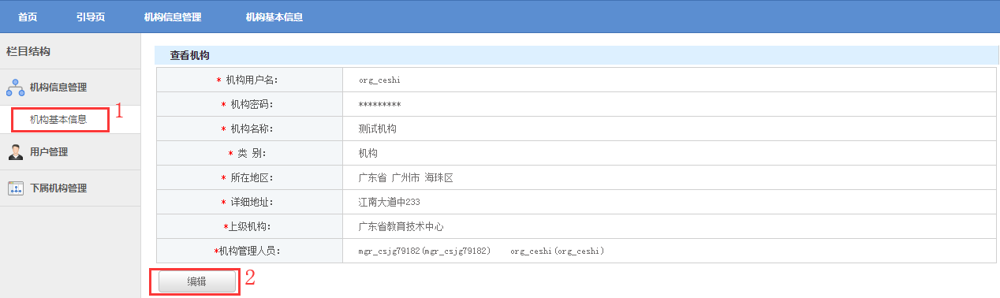 首页 引导页 机构信息管理 机构基本信息
栏目结构
机构信息管理
机构基本信息 1
用户管理
下属机构管理
查看机构
* 机构用户名: org_ceshi
* 机构密码: *********
* 机构名称: 测试机构
* 类 别: 机构
* 所在地区: 广东省 广州市 海珠区
* 详细地址: 江南大道中233
*上级机构: 广东省教育技术中心
*机构管理人员: mgr_csjg79182(mgr_csjg79182) org_ceshi(org_ceshi)
编辑 2